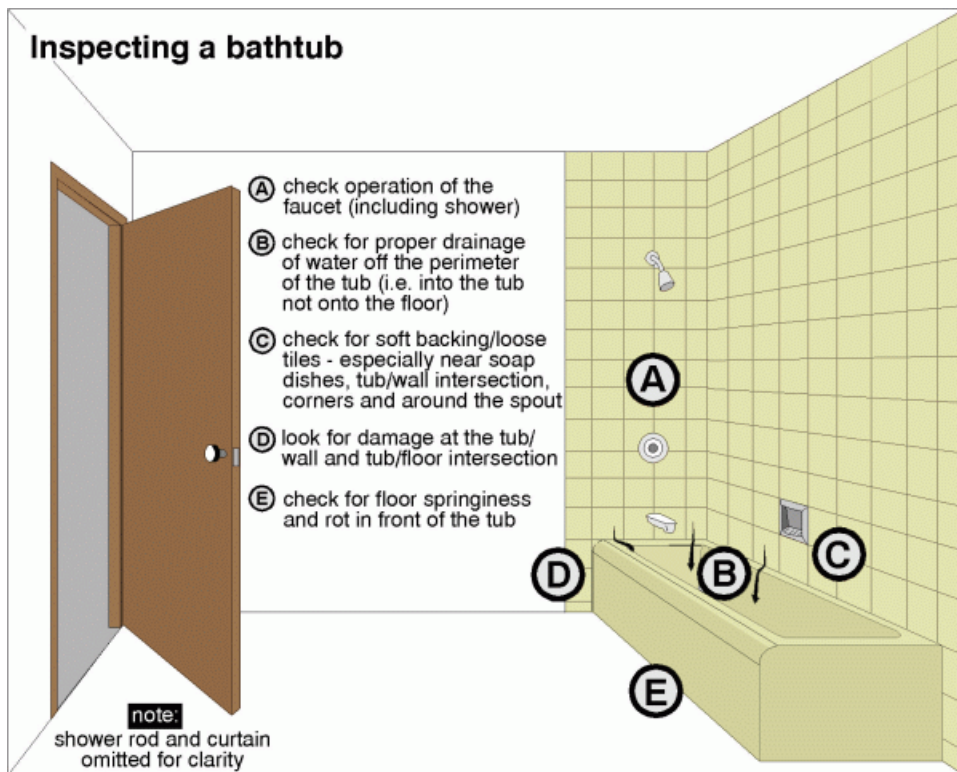 Inspecting a bathtub
A check operation of the
faucet (including shower)
B check for proper drainage
of water off the perimeter
of the tub (i.e. into the tub
not onto the floor)
C check for soft backing/loose
tiles - especially near soap
dishes, tub/wall intersection,
corners and around the spout
D look for damage at the tub/
wall and tub/floor intersection
E check for floor springiness
and rot in front of the tub
A
B
C
D
E
note:
shower rod and curtain
omitted for clarity